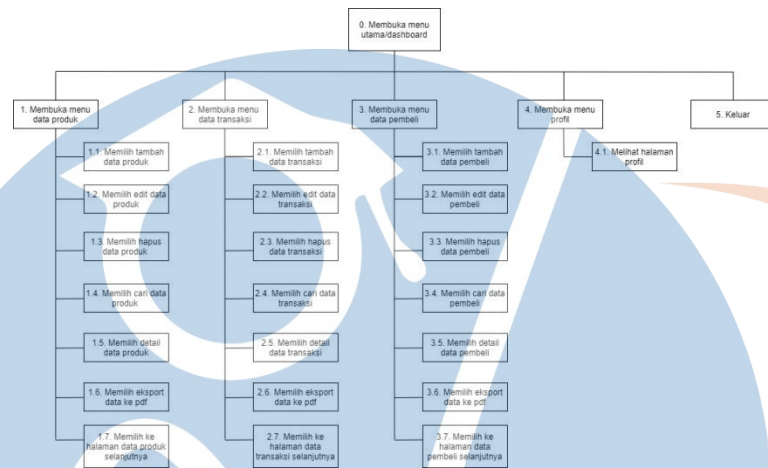 0. Membuka menu
utama/dashboard
1. Membuka menu
data produk
2. Membuka menu
data transaksi
3. Membuka menu
data pembeli
4. Membuka menu
profil
5. Keluar
1.1. Memilih tambah
data produk
1.2. Memilih edit data
produk
1.3. Memilih hapus
data produk
1.4. Memilih cari data
produk
1.5. Memilih detail
data produk
1.6. Memilih eksport
data ke pdf
1.7. Memilih ke
halaman data produk
selanjutnya
2.1. Memilih tambah
data transaksi
2.2. Memilih edit data
transaksi
2.3. Memilih hapus
data transaksi
2.4. Memilih cari data
transaksi
2.5. Memilih detail
data transaksi
2.6. Memilih eksport
data ke pdf
2.7. Memilih ke
halaman data
transaksi selanjutnya
3.1. Memilih tambah
data pembeli
3.2. Memilih edit data
pembeli
3.3. Memilih hapus
data pembeli
3.4. Memilih cari data
pembeli
3.5. Memilih detail
data pembeli
3.6. Memilih eksport
data ke pdf
3.7. Memilih ke
halaman data
pembeli selanjutnya
4.1. Melihat halaman
profil